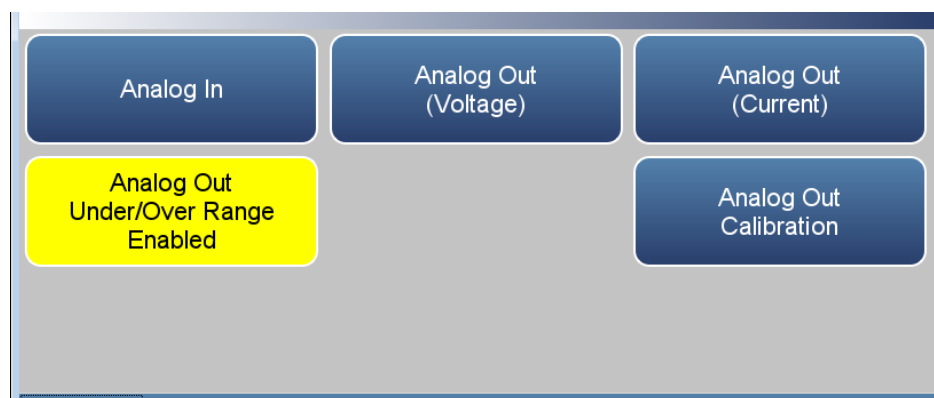 Analog In
Analog Out
(Voltage)
Analog Out
(Current)
Analog Out
Under/Over Range
Enabled
Analog Out
Calibration